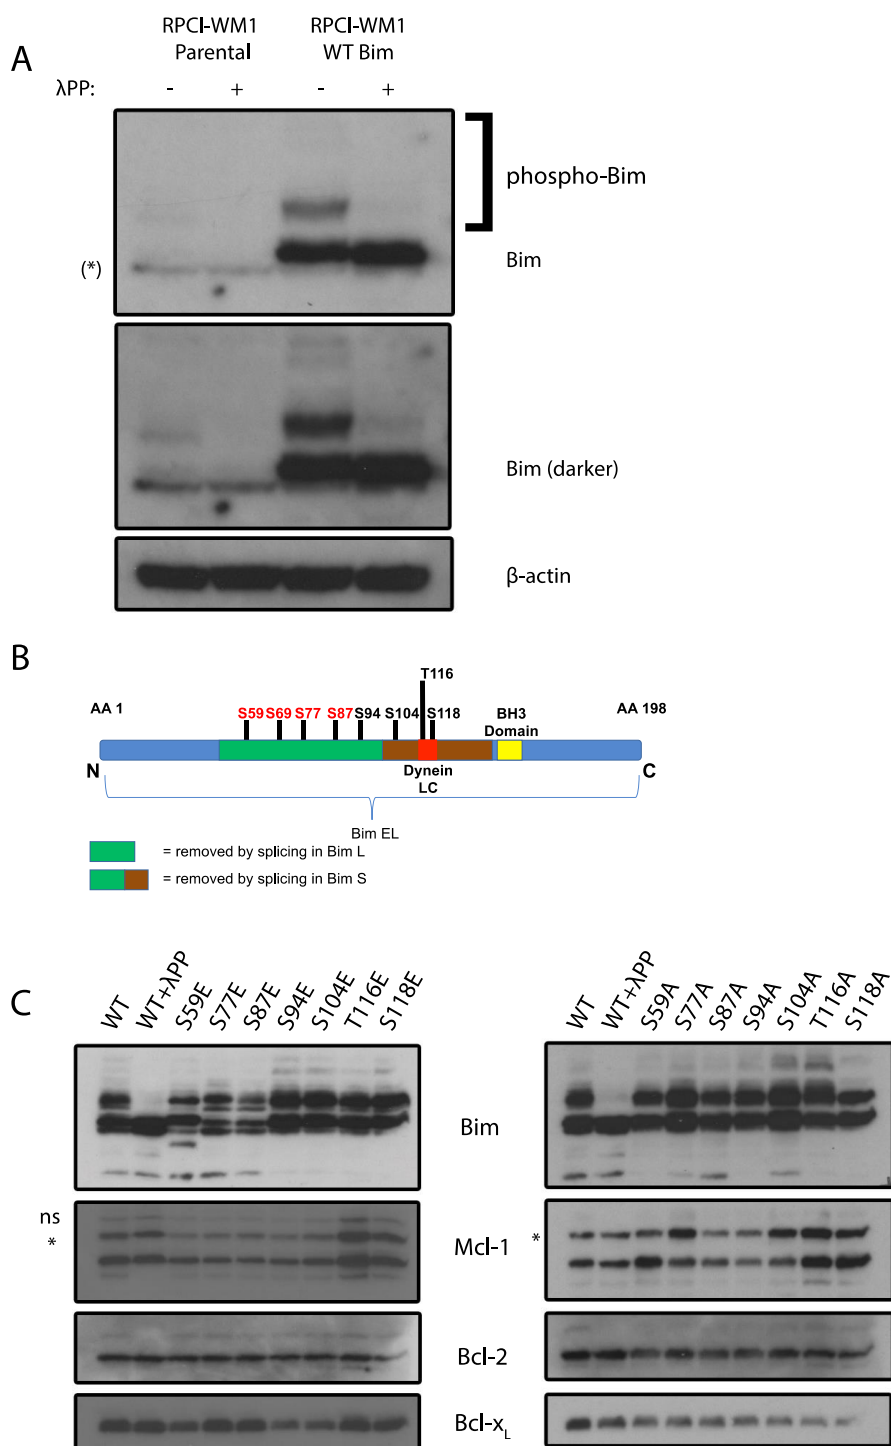 A
RPCI-WM1 RPCI-WM1
Parental WT Bim
λPP: - + - +
phospho-Bim
(*) Bim
Bim (darker)
β-actin
B
T116
AA 1 S59 S69 S77 S87 S94 S104 S118 BH3 Domain AA 198
N Dynein C
LC
Bim EL
= removed by splicing in Bim L
= removed by splicing in Bim S
C
WT WT+λPP S59E S77E S87E S94E S104E T116E S118E WT WT+λPP S59A S77A S87A S94A S104A T116A S118A
Bim
ns
* Mcl-1 *
Bcl-2
Bcl-xL